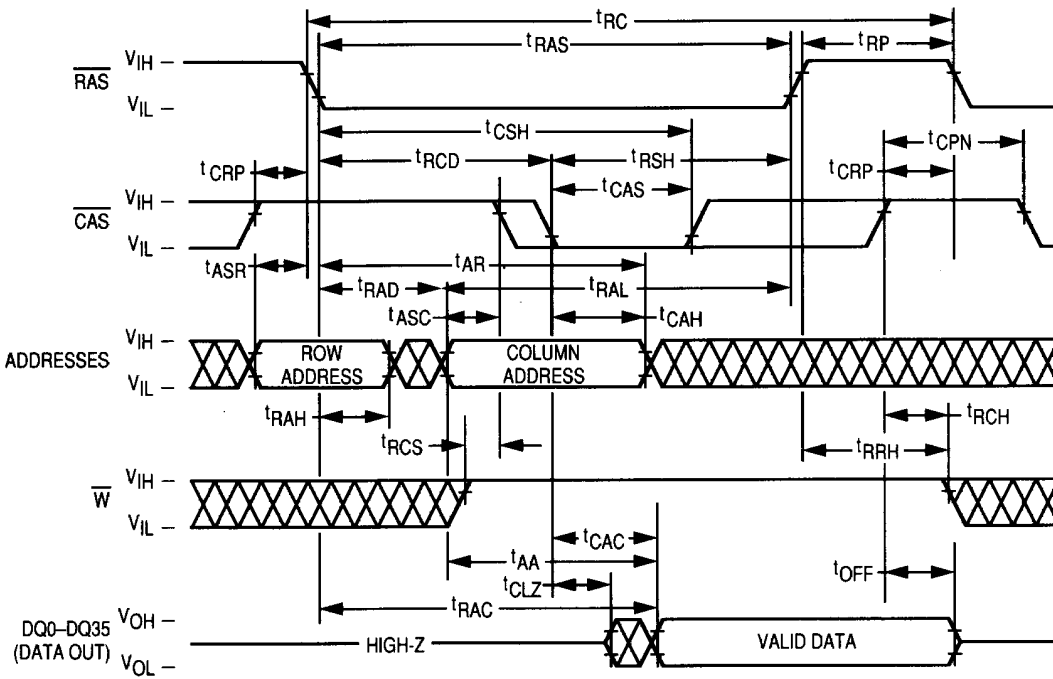 tRC
tRAS
tRP
RAS
VIH
VIL
tCSH
tCPN
tRCD
tRSH
tCRP
tCRP
tCAS
CAS
VIH
VIL
tASR
tAR
tRAD
tRAL
tASC
tCAH
ADDRESSES
VIH
VIL
ROW
ADDRESS
COLUMN
ADDRESS
tRAH
tRCH
tRCS
tRRH
W
VIH
VIL
tCAC
tAA
tCLZ
tOFF
tRAC
DQ0–DQ35
(DATA OUT)
VOH
VOL
HIGH-Z
VALID DATA